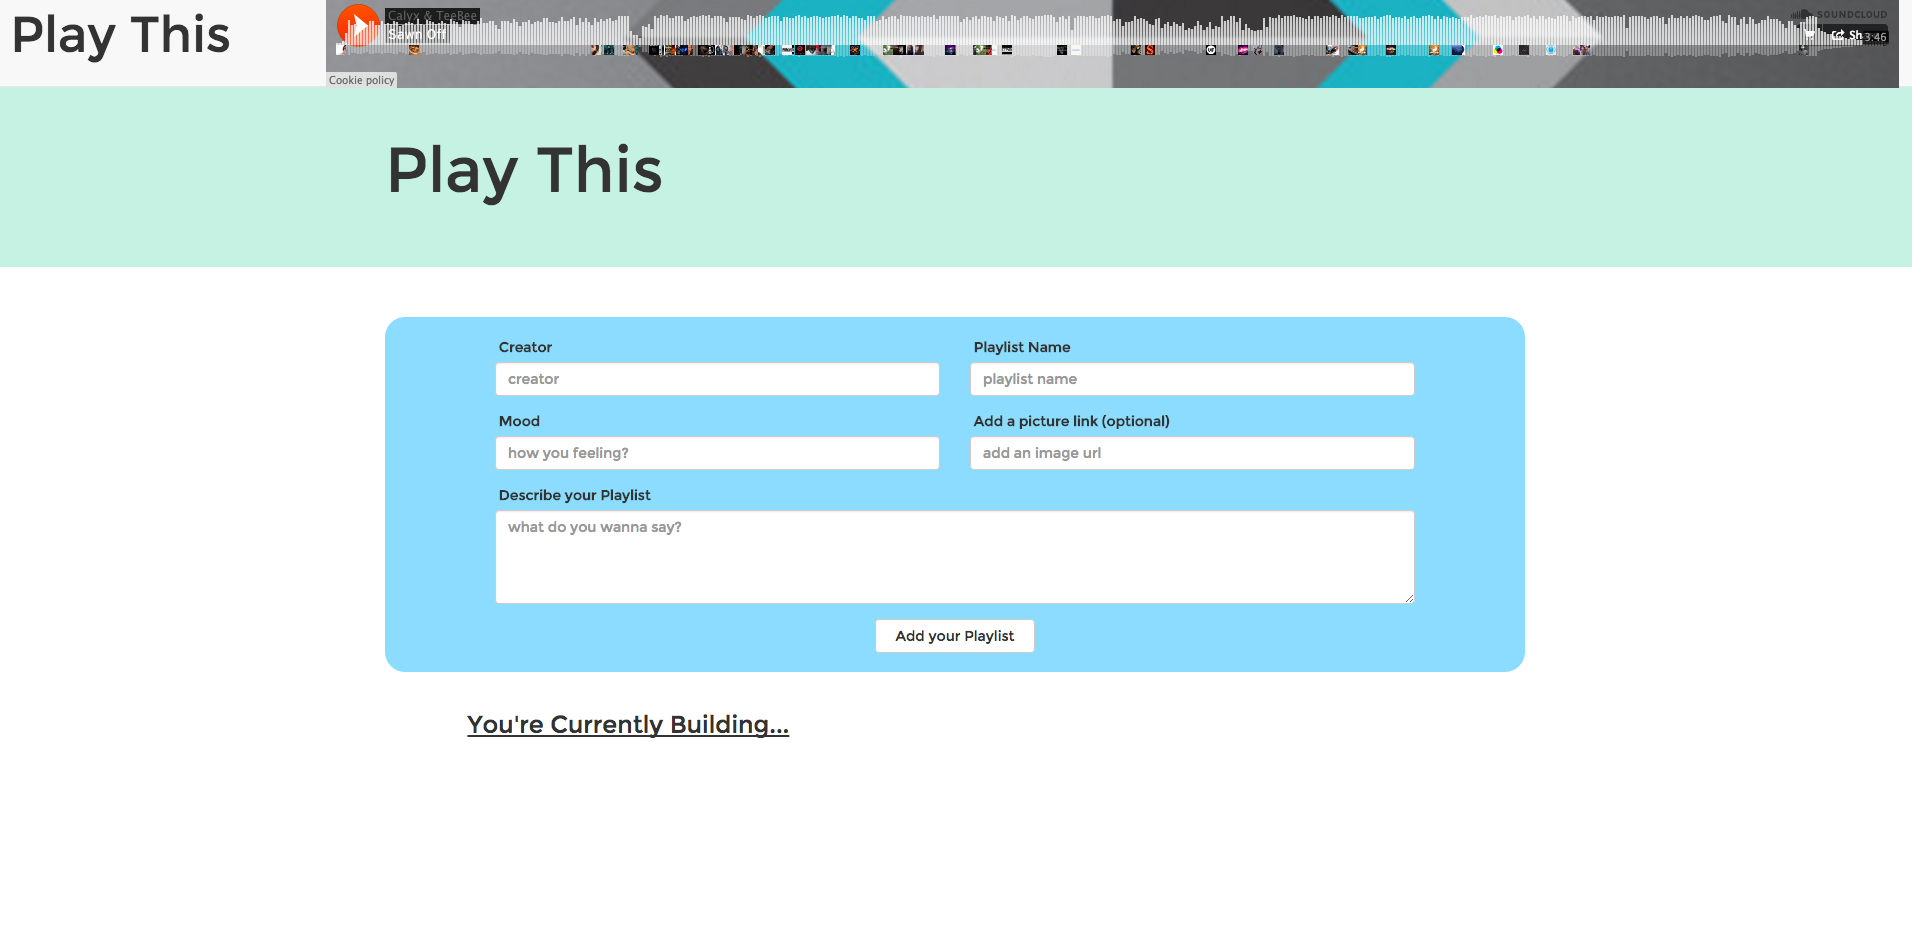 Play This
Calyx & TeeBee
Sawn Off
SOUNDCLOUD
Sh
3:46
Cookie policy
Play This
Creator
Playlist Name
creator
playlist name
Mood
Add a picture link (optional)
how you feeling?
add an image url
Describe your Playlist
what do you wanna say?
Add your Playlist
You're Currently Building...